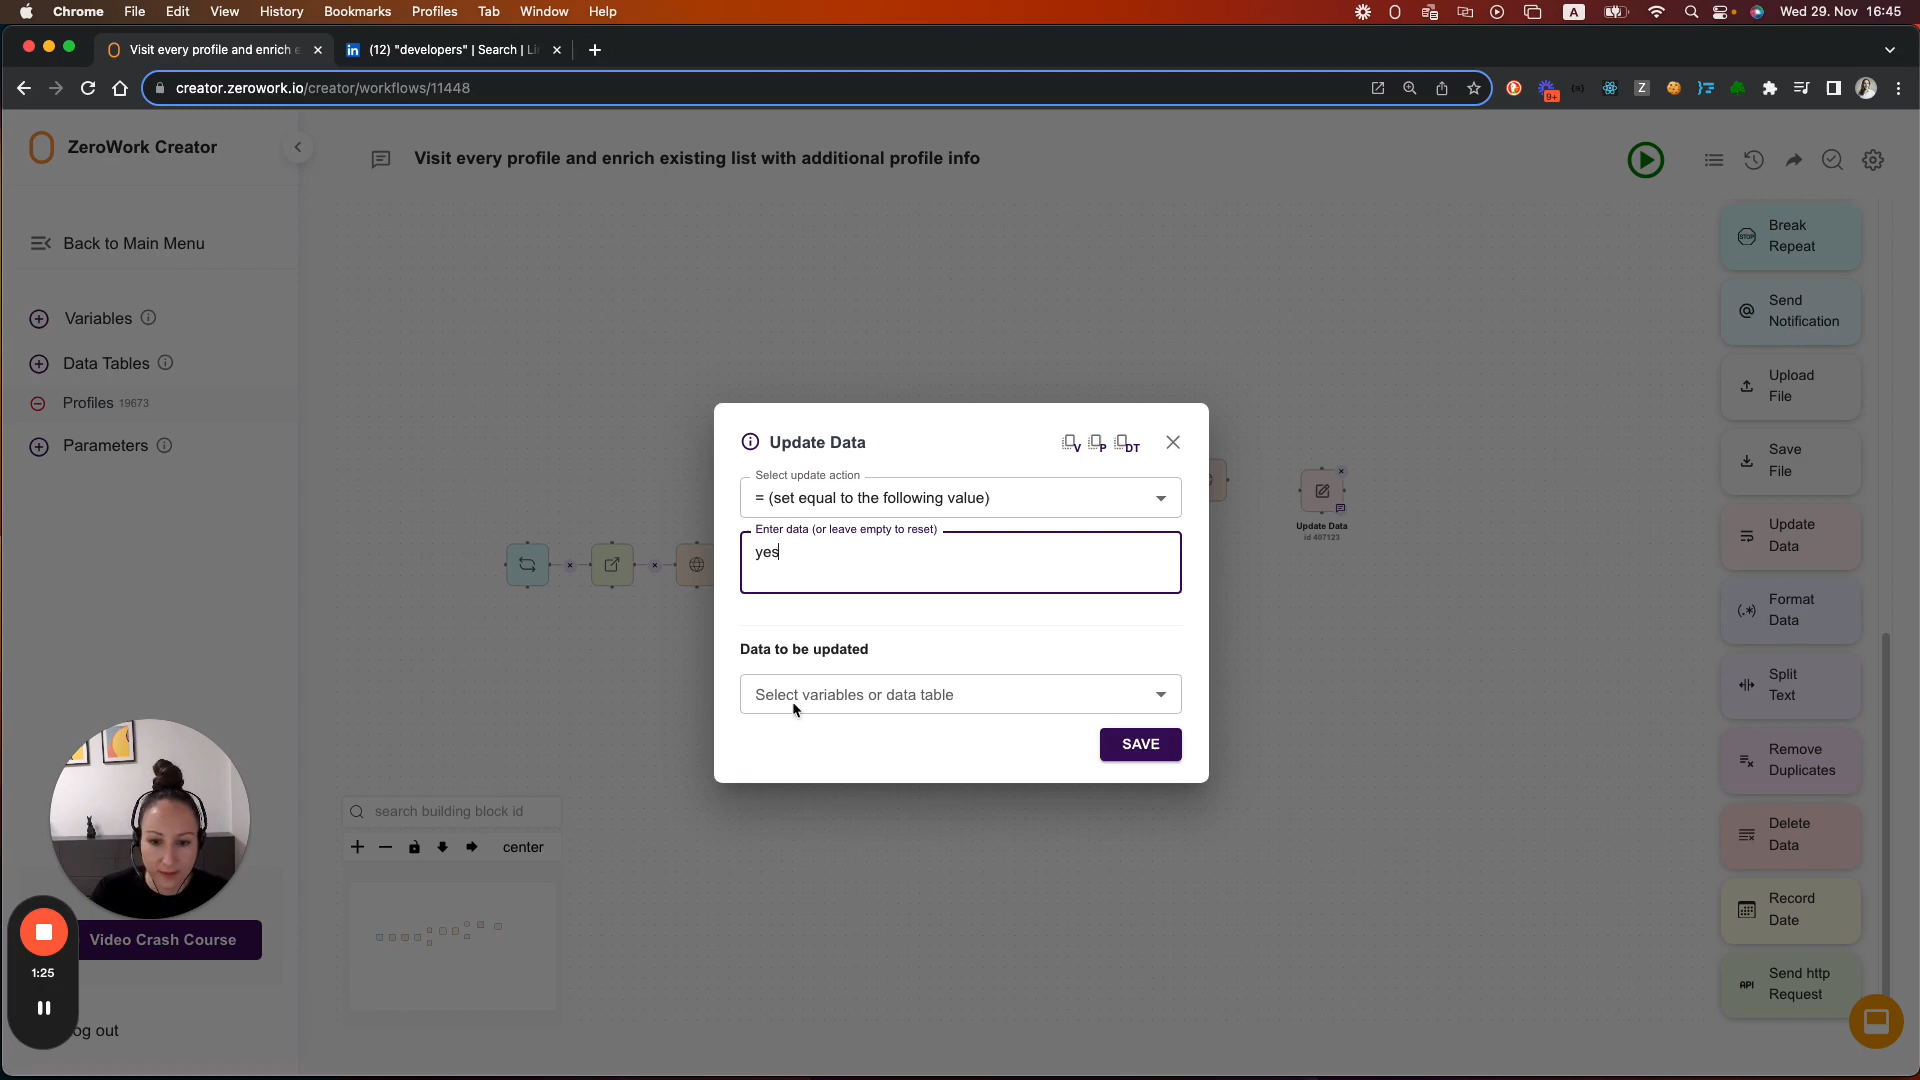 Chrome File Edit View History Bookmarks Profiles Tab Window Help
A
Wed 29. Nov 16:45
Visit every profile and enrich e
in (12) "developers" | Search | Li
creator.zerowork.io/creator/workflows/11448
9+
Z
ZeroWork Creator
Visit every profile and enrich existing list with additional profile info
Back to Main Menu
Variables
Data Tables
Profiles 19673
Parameters
Break
Repeat
STOP
Send
Notification
Upload
File
Save
File
Update
Data
Format
Data
Split
Text
Remove
Duplicates
Delete
Data
Record
Date
API
Send http
Request
Update Data
V P DT
Select update action
= (set equal to the following value)
Enter data (or leave empty to reset)
yes
Data to be updated
Select variables or data table
SAVE
Update Data
id 407123
search building block id
center
Video Crash Course
1:25
og out